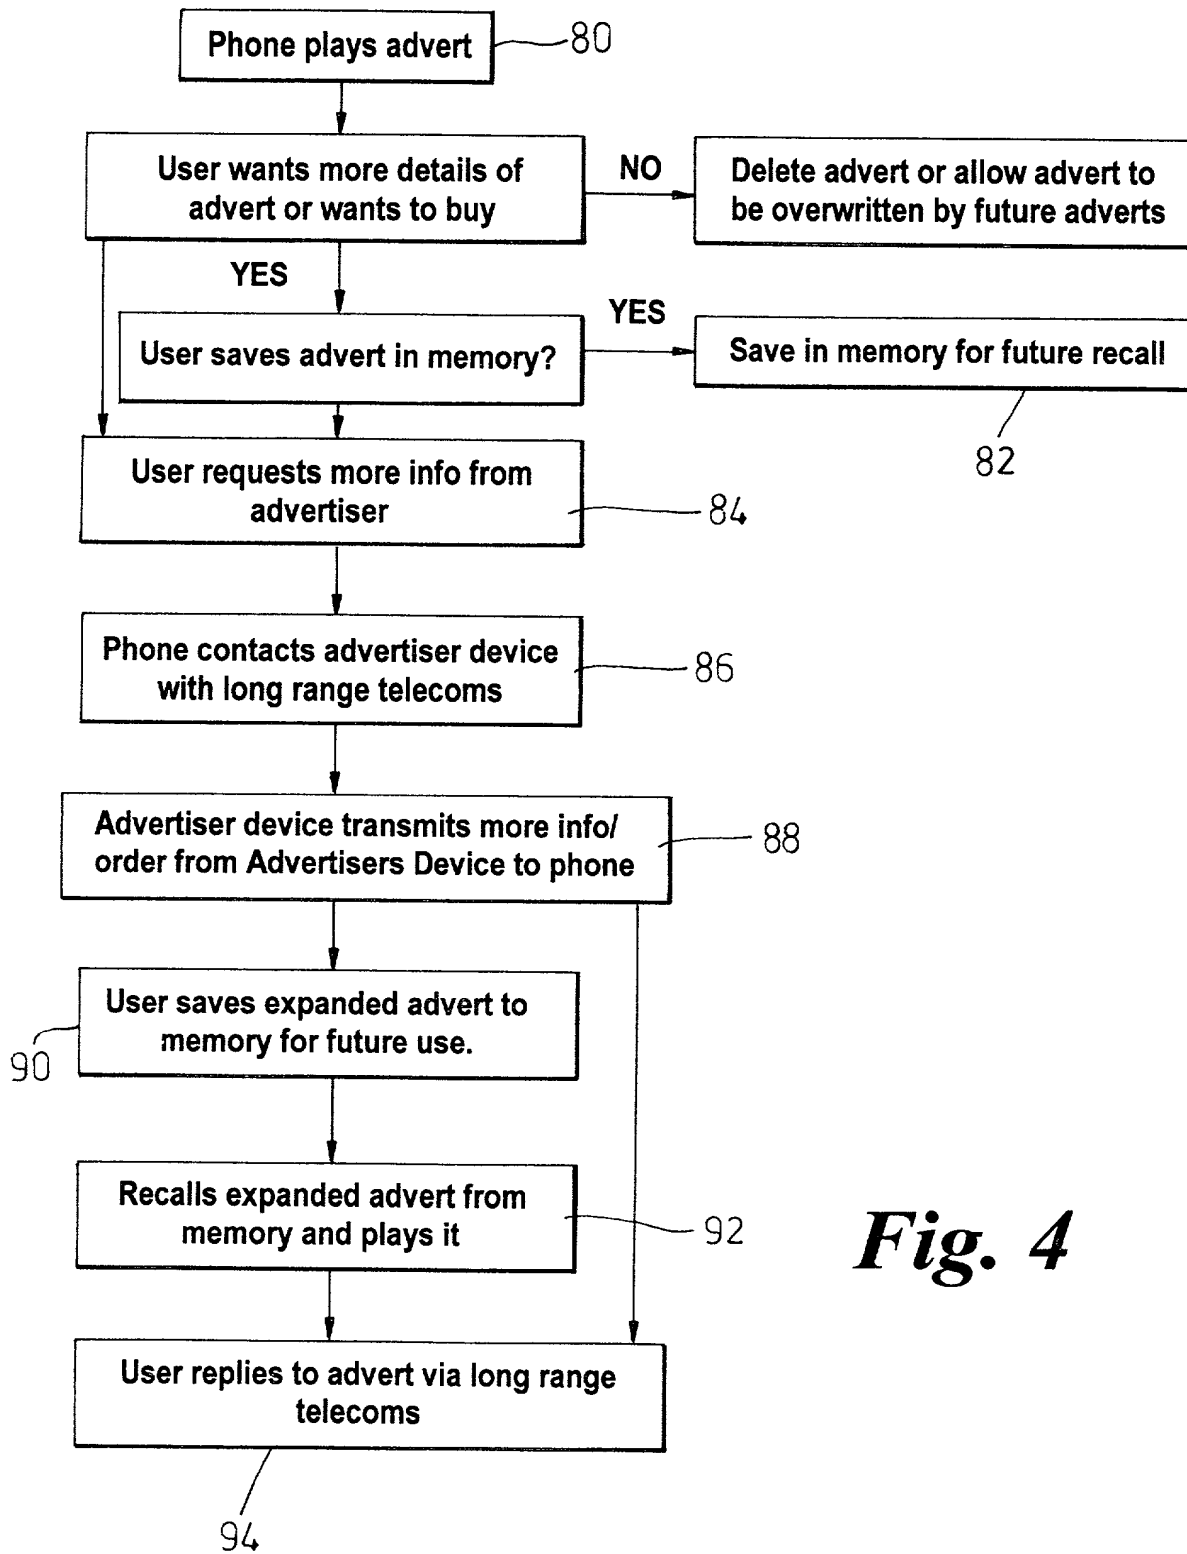 Phone plays advert
80
User wants more details of
advert or wants to buy
NO
Delete advert or allow advert to
be overwritten by future adverts
YES
User saves advert in memory?
YES
Save in memory for future recall
82
User requests more info from
advertiser
84
Phone contacts advertiser device
with long range telecoms
86
Advertiser device transmits more info/
order from Advertisers Device to phone
88
User saves expanded advert to
memory for future use.
90
Recalls expanded advert from
memory and plays it
92
Fig. 4
User replies to advert via long range
telecoms
94